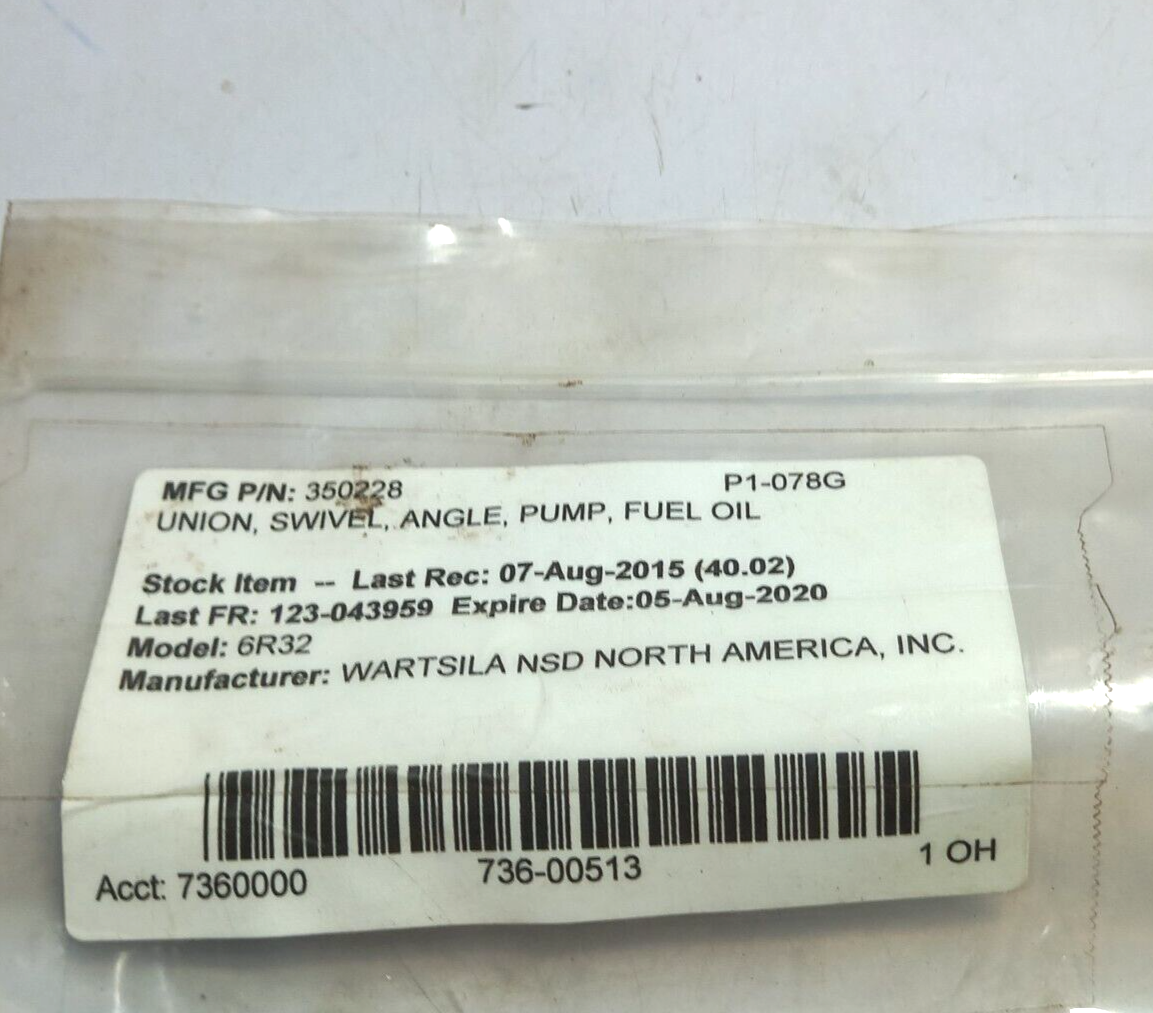 MFG P/N: 350228 P1-078G
UNION, SWIVEL, ANGLE, PUMP, FUEL OIL
Stock Item -- Last Rec: 07-Aug-2015 (40.02)
Last FR: 123-043959 Expire Date:05-Aug-2020
Model: 6R32
Manufacturer: WARTSILA NSD NORTH AMERICA, INC.
Acct: 7360000 736-00513 1 OH